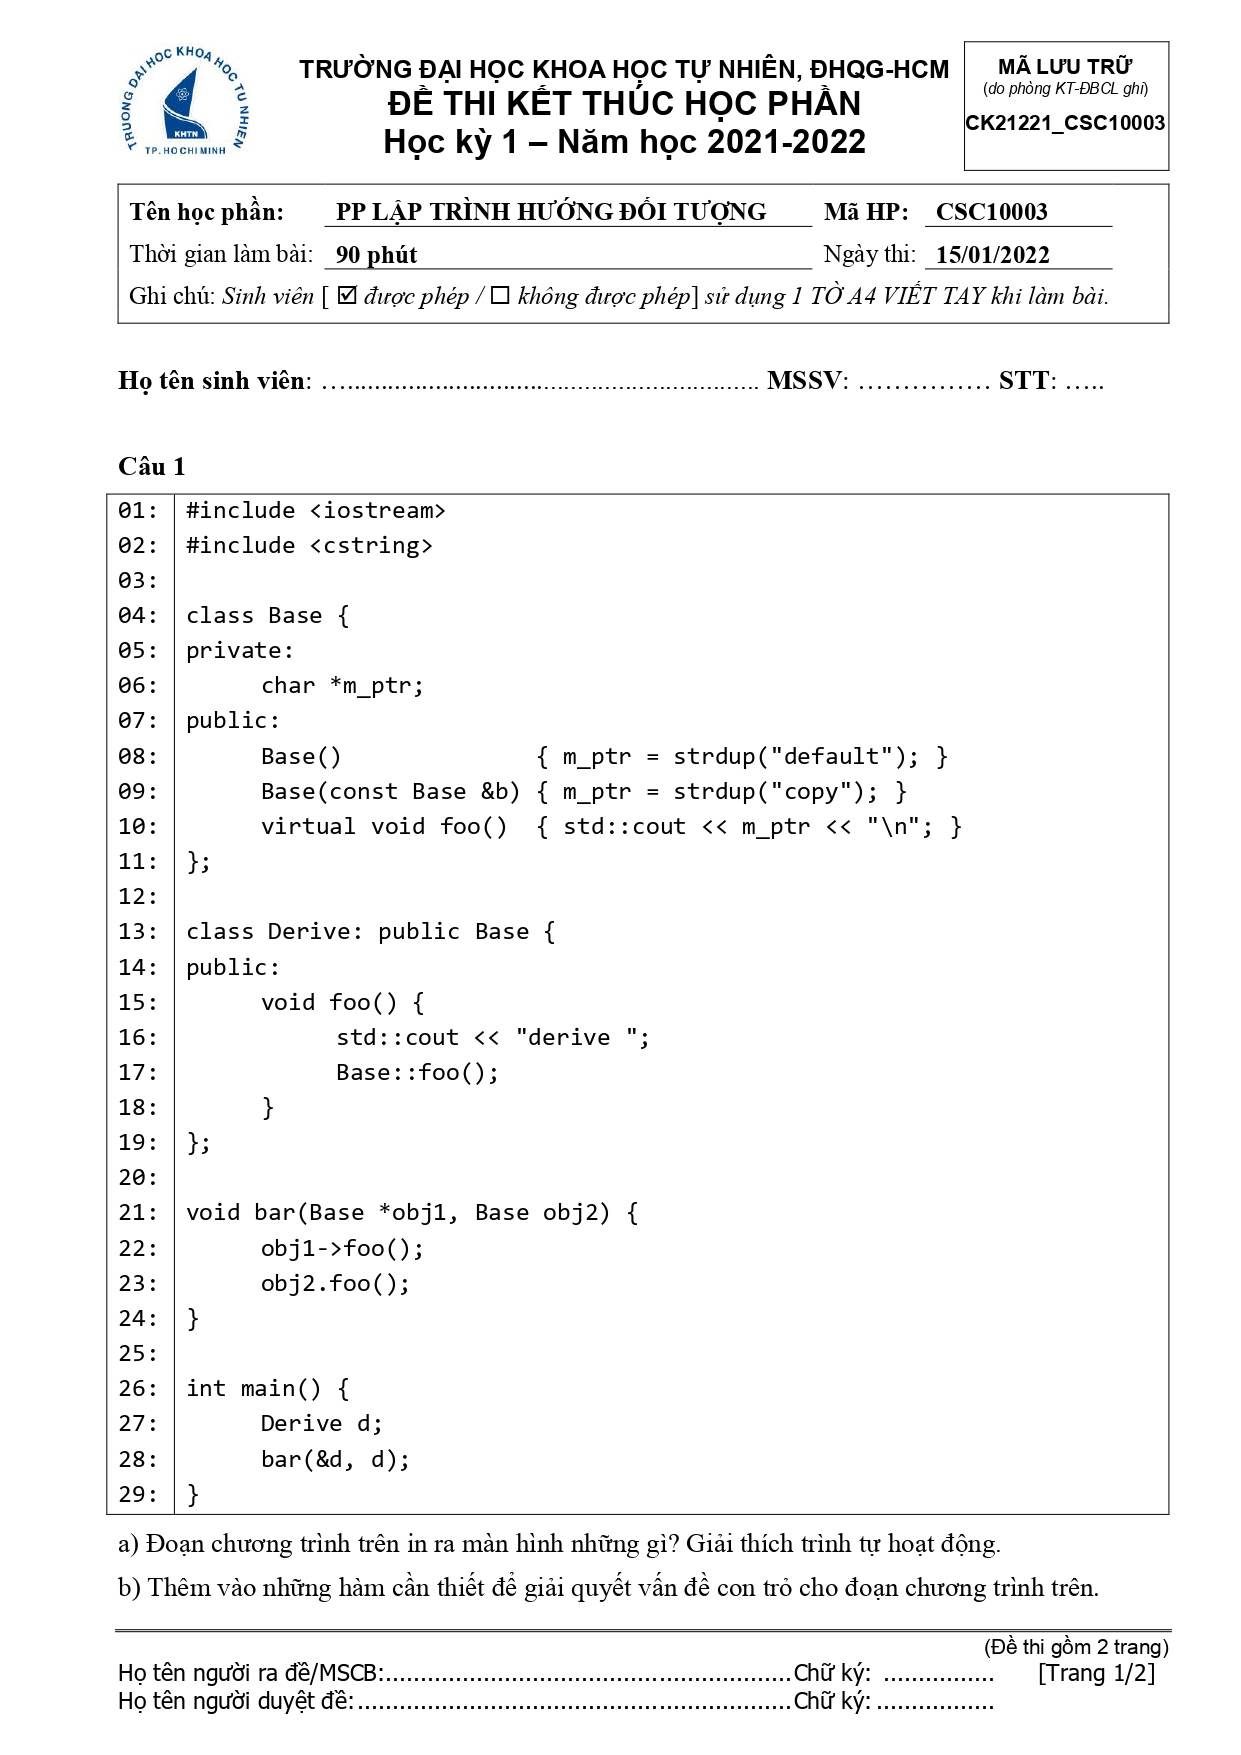 TRƯỜNG ĐẠI HỌC KHOA HỌC TỰ NHIÊN
KHTN
TP. HO CHI MINH
TRƯỜNG ĐẠI HỌC KHOA HỌC TỰ NHIÊN, ĐHQG-HCM
ĐỀ THI KẾT THÚC HỌC PHẦN
Học kỳ 1 – Năm học 2021-2022
MÃ LƯU TRỮ
(do phòng KT-ĐBCL ghi)
CK21221_CSC10003
Tên học phần: PP LẬP TRÌNH HƯỚNG ĐỐI TƯỢNG Mã HP: CSC10003
Thời gian làm bài: 90 phút Ngày thi: 15/01/2022
Ghi chú: Sinh viên [ ☑ được phép / ☐ không được phép] sử dụng 1 TỜ A4 VIẾT TAY khi làm bài.
Họ tên sinh viên: …............................................................. MSSV: …………… STT: …..
Câu 1
01: #include <iostream>
02: #include <cstring>
03:
04: class Base {
05: private:
06: char *m_ptr;
07: public:
08: Base() { m_ptr = strdup("default"); }
09: Base(const Base &b) { m_ptr = strdup("copy"); }
10: virtual void foo() { std::cout << m_ptr << "\n"; }
11: };
12:
13: class Derive: public Base {
14: public:
15: void foo() {
16: std::cout << "derive ";
17: Base::foo();
18: }
19: };
20:
21: void bar(Base *obj1, Base obj2) {
22: obj1->foo();
23: obj2.foo();
24: }
25:
26: int main() {
27: Derive d;
28: bar(&d, d);
29: }
a) Đoạn chương trình trên in ra màn hình những gì? Giải thích trình tự hoạt động.
b) Thêm vào những hàm cần thiết để giải quyết vấn đề con trỏ cho đoạn chương trình trên.
(Đề thi gồm 2 trang)
Họ tên người ra đề/MSCB:...........................................................Chữ ký: ................ [Trang 1/2]
Họ tên người duyệt đề:...............................................................Chữ ký: .................